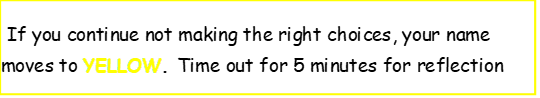 If you continue not making the right choices, your name
moves to YELLOW. Time out for 5 minutes for reflection